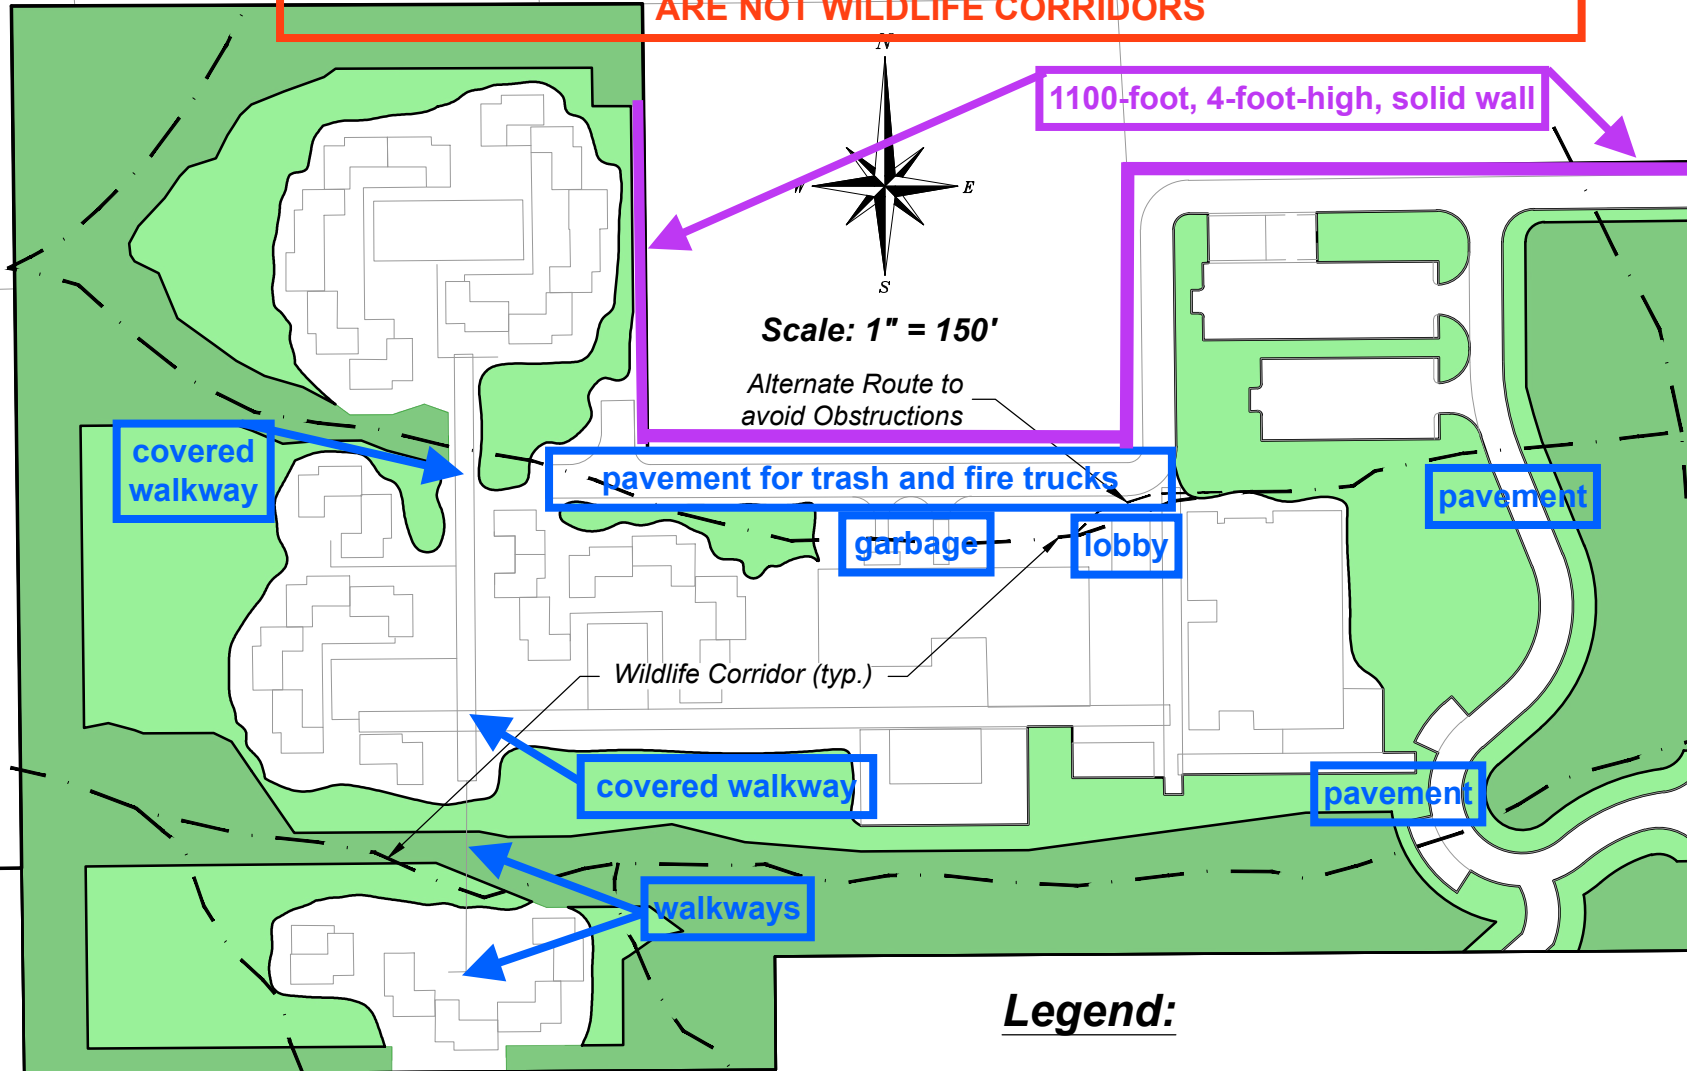 ARE NOT WILDLIFE CORRIDORS
N
1100-foot, 4-foot-high, solid wall
W
E
S
Scale: 1" = 150'
Alternate Route to
avoid Obstructions
covered
walkway
pavement for trash and fire trucks
pavement
garbage
lobby
Wildlife Corridor (typ.)
covered walkway
pavement
walkways
Legend: